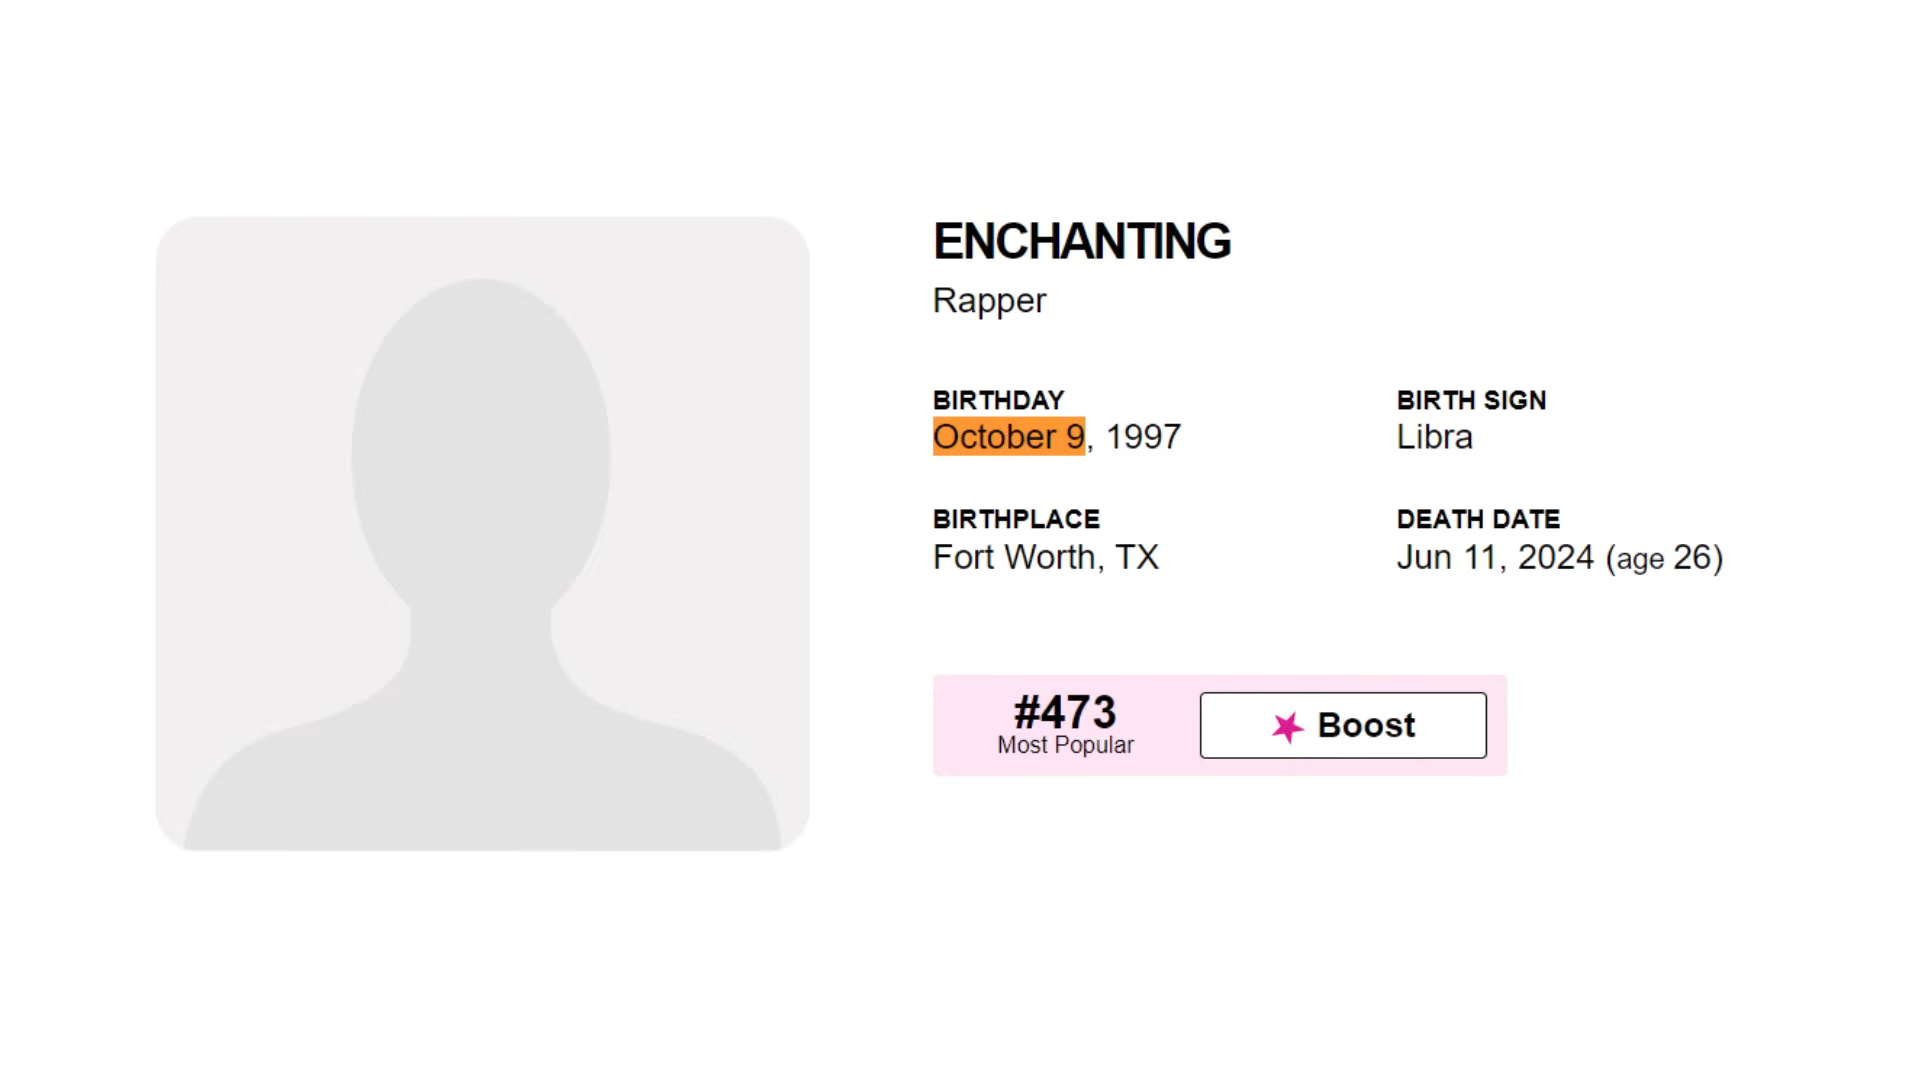 ENCHANTING
Rapper
BIRTHDAY
October 9, 1997
BIRTH SIGN
Libra
BIRTHPLACE
Fort Worth, TX
DEATH DATE
Jun 11, 2024 (age 26)
#473
Most Popular
Boost